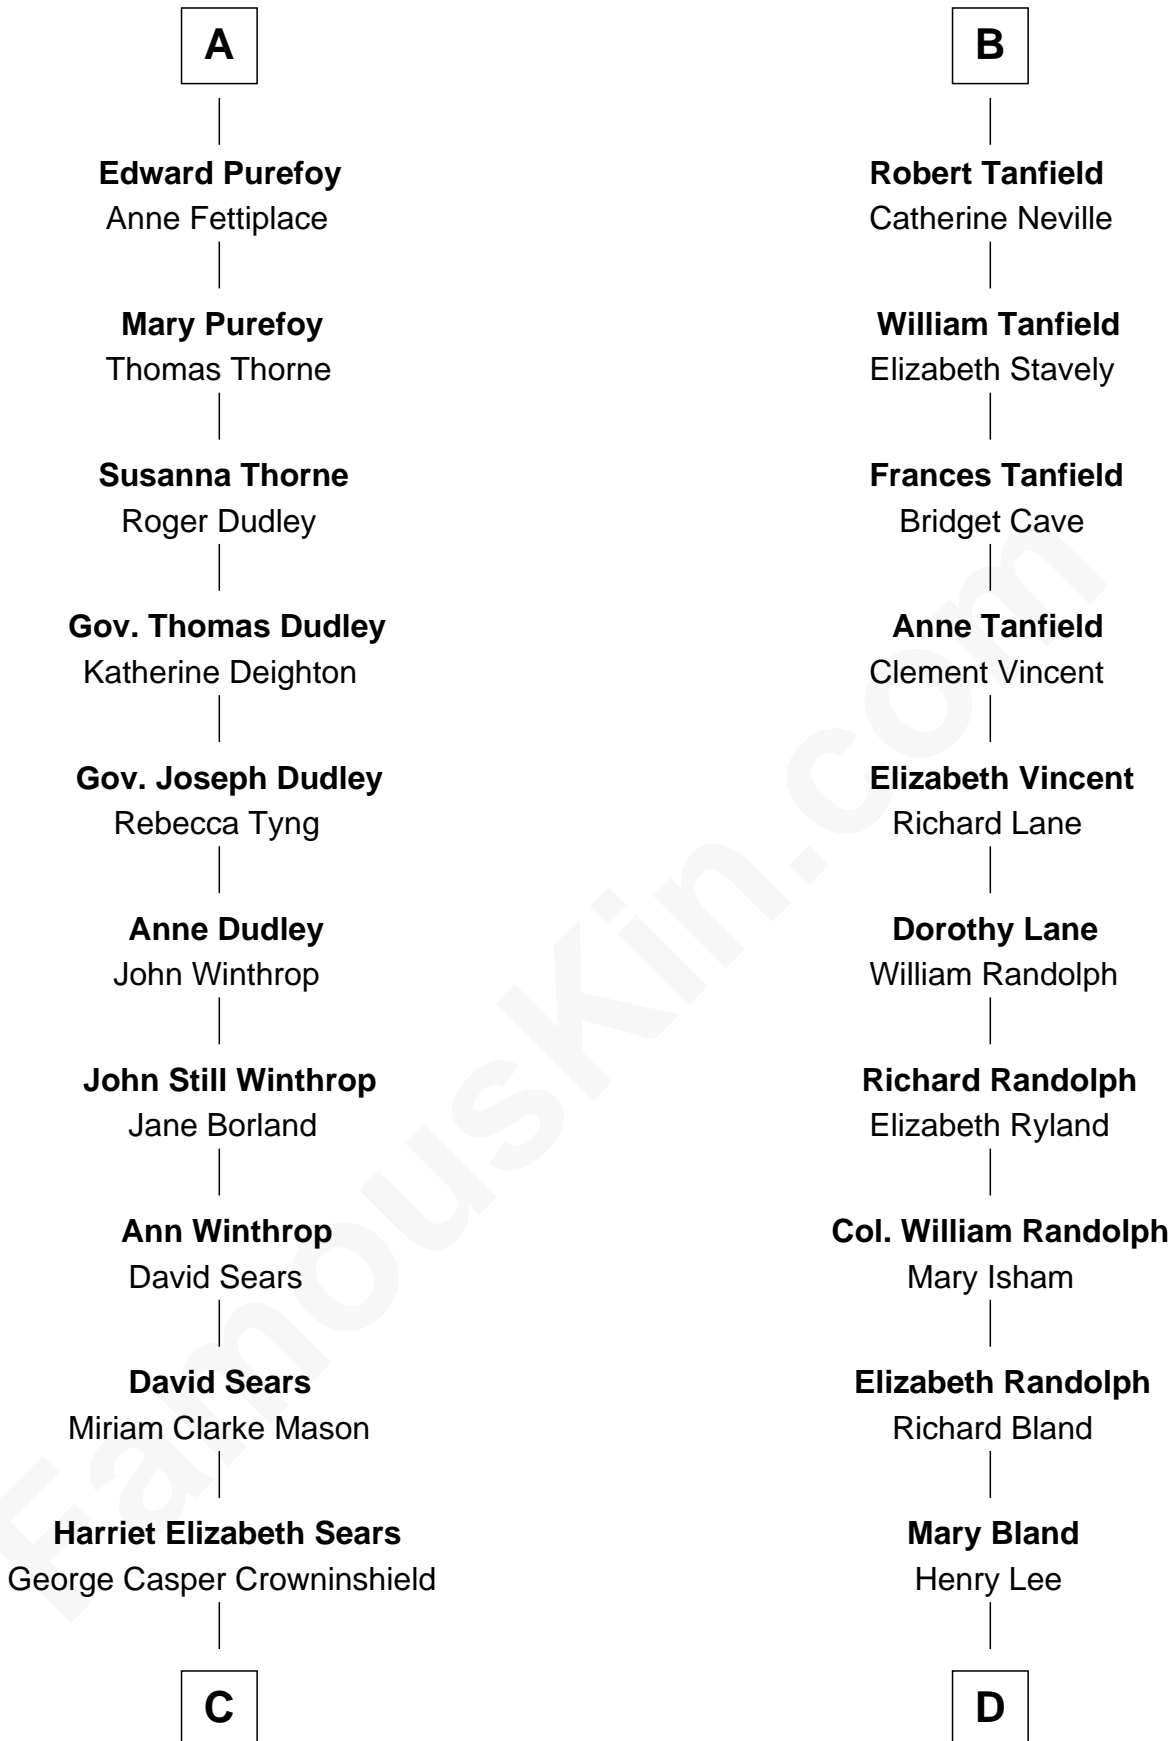 A
Edward Purefoy
Anne Fettiplace
Mary Purefoy
Thomas Thorne
Susanna Thorne
Roger Dudley
Gov. Thomas Dudley
Katherine Deighton
Gov. Joseph Dudley
Rebecca Tyng
Anne Dudley
John Winthrop
John Still Winthrop
Jane Borland
Ann Winthrop
David Sears
David Sears
Miriam Clarke Mason
Harriet Elizabeth Sears
George Casper Crowninshield
C
B
Robert Tanfield
Catherine Neville
William Tanfield
Elizabeth Stavely
Frances Tanfield
Bridget Cave
Anne Tanfield
Clement Vincent
Elizabeth Vincent
Richard Lane
Dorothy Lane
William Randolph
Richard Randolph
Elizabeth Ryland
Col. William Randolph
Mary Isham
Elizabeth Randolph
Richard Bland
Mary Bland
Henry Lee
D
FamousKin.com